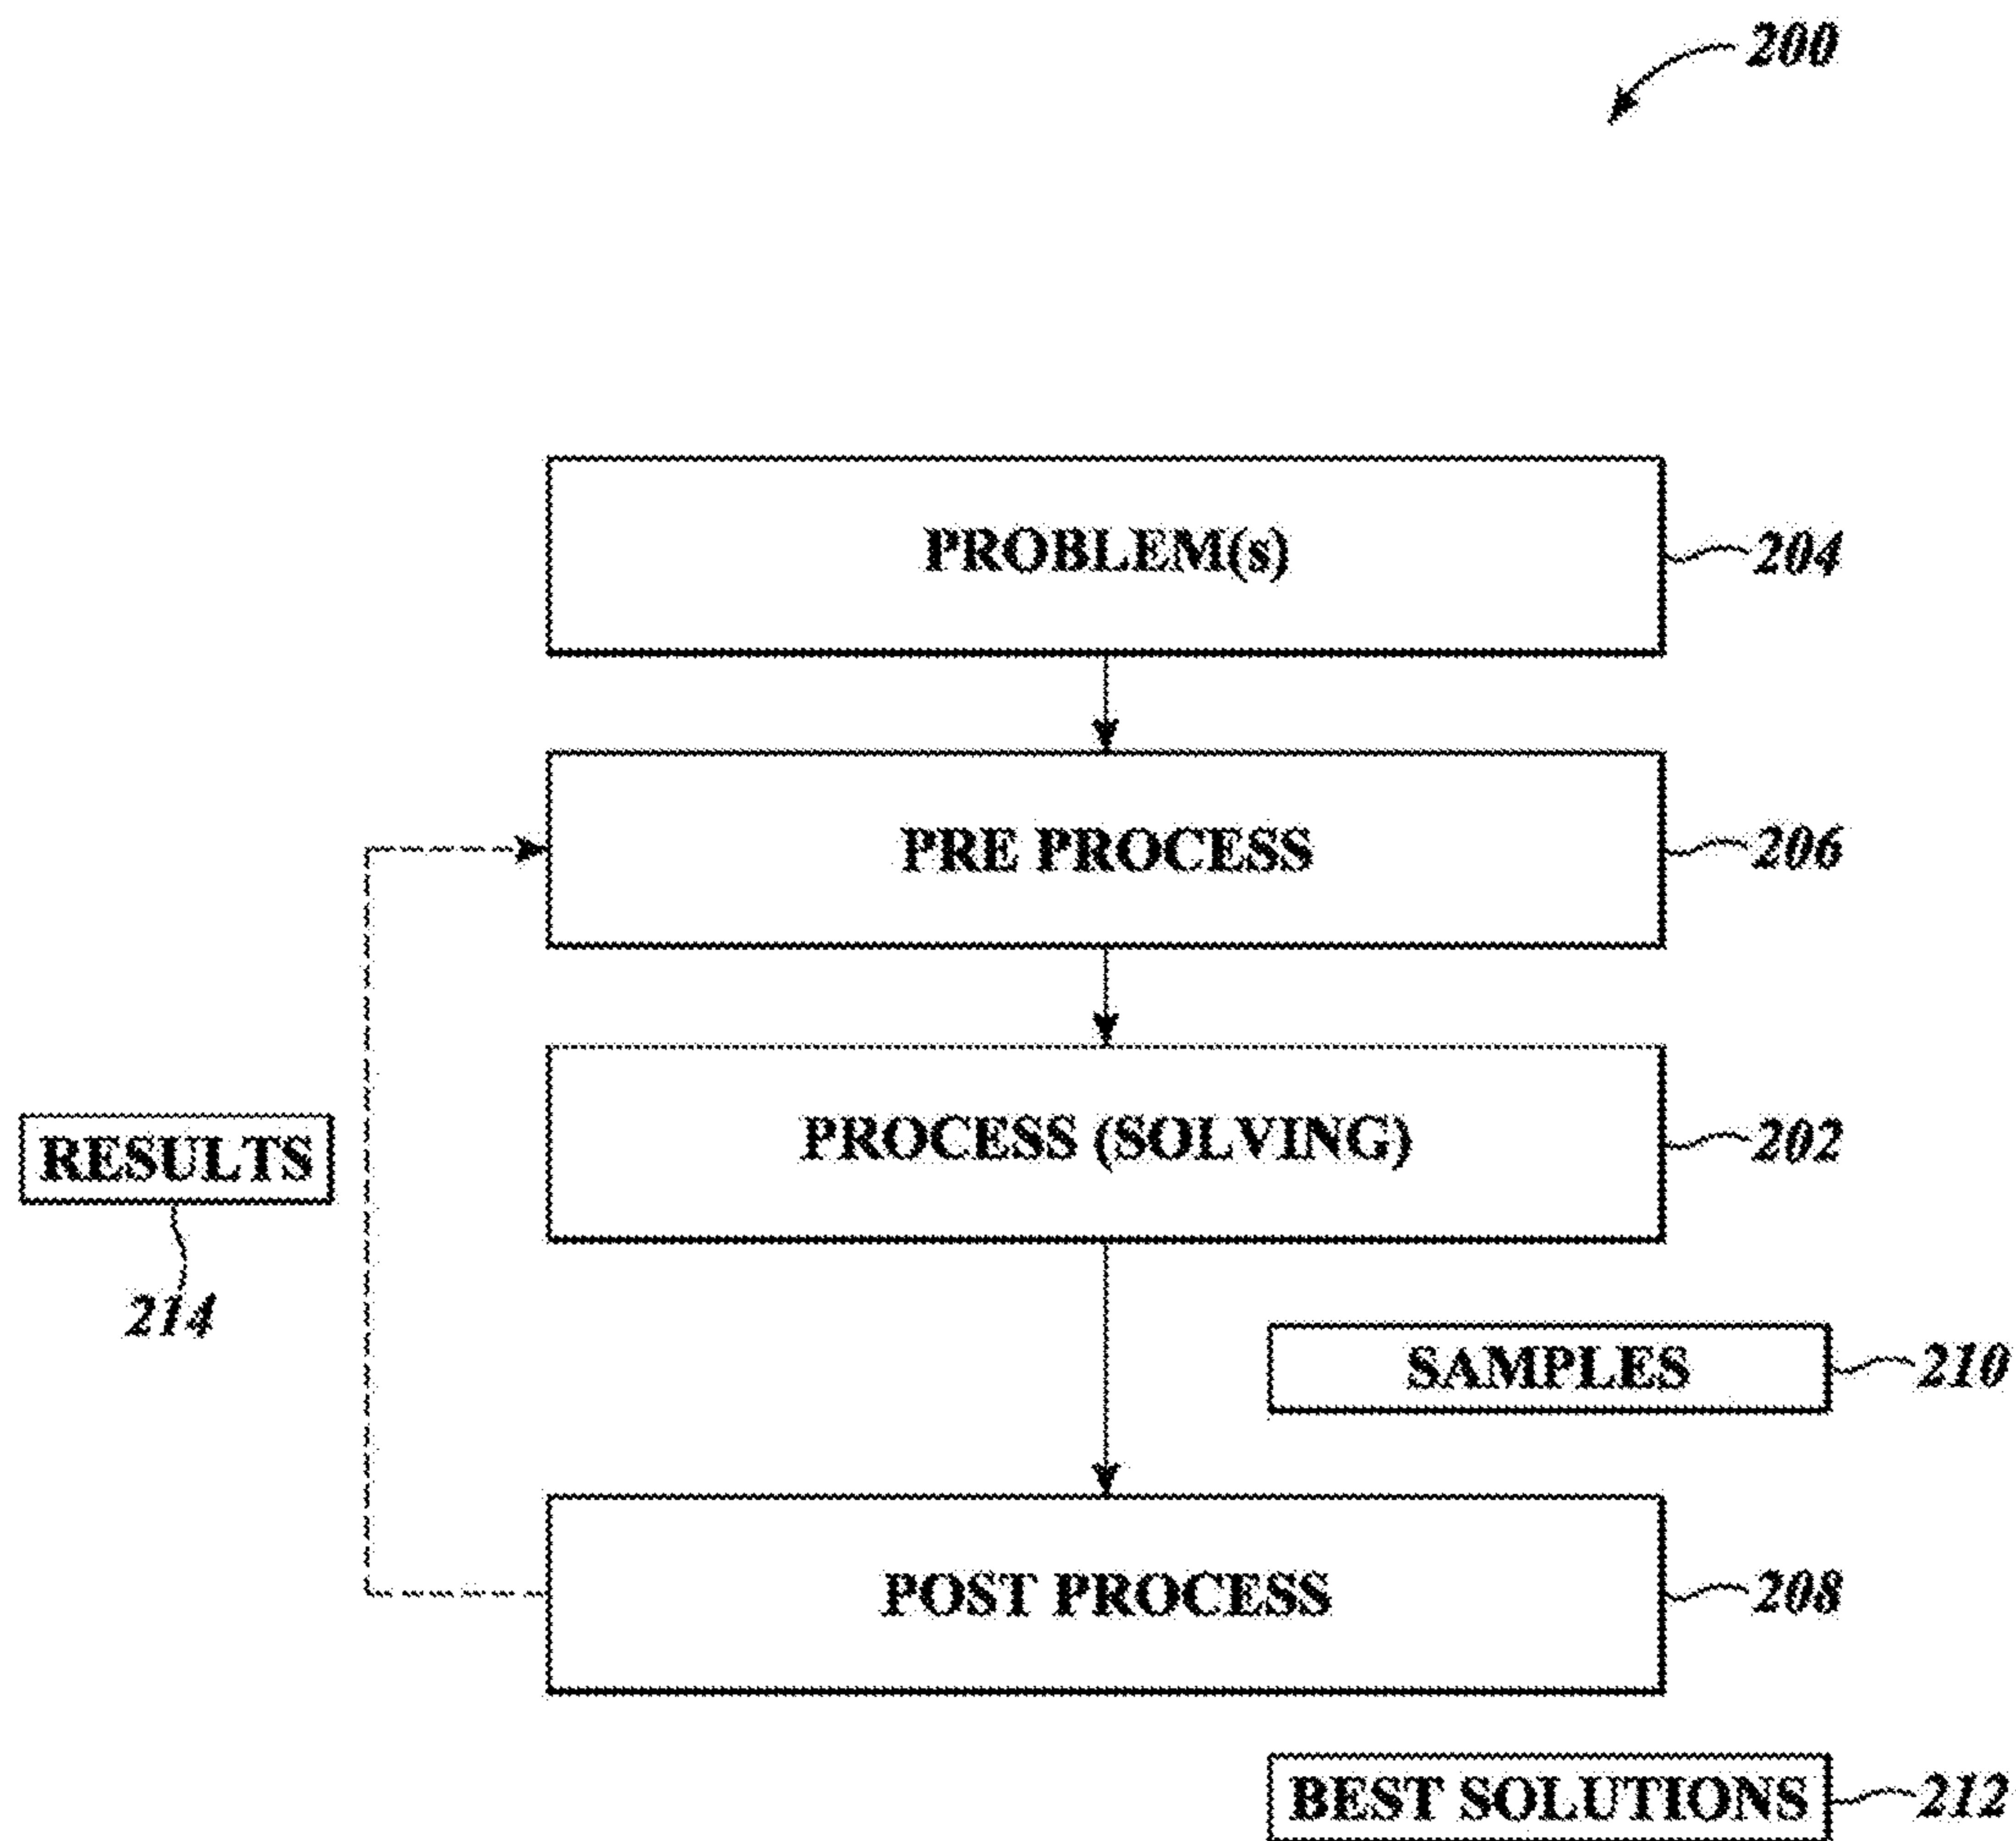 200
PROBLEM(s)
204
PRE PROCESS
206
PROCESS (SOLVING)
202
RESULTS
214
SAMPLES
210
POST PROCESS
208
BEST SOLUTIONS
212